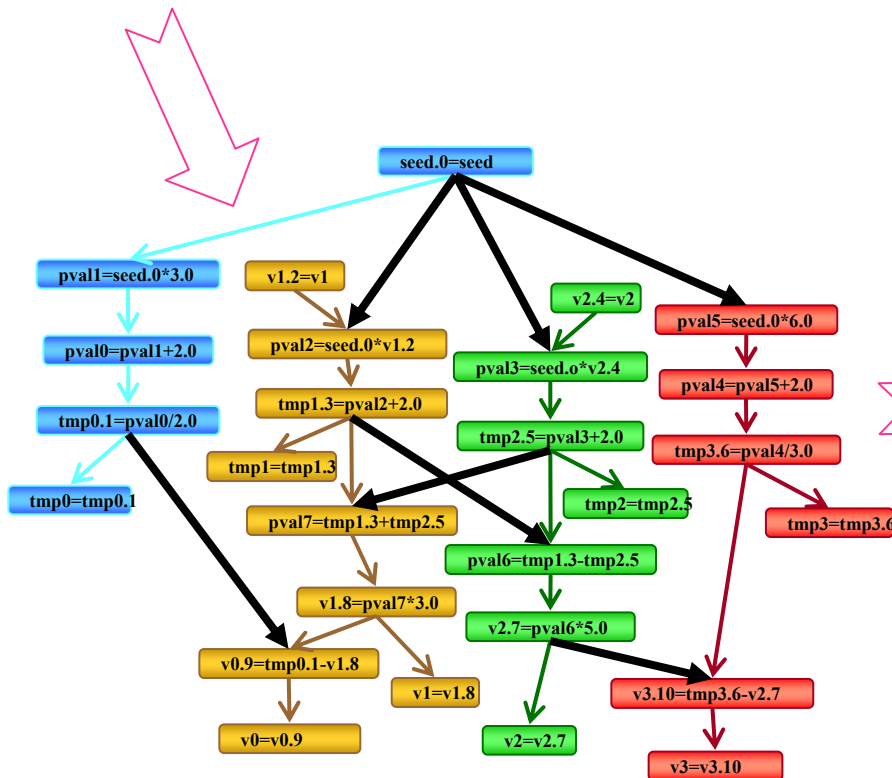 seed.0=seed
pval1=seed.0*3.0
v1.2=v1
v2.4=v2
pval5=seed.0*6.0
pval2=seed.0*v1.2
pval0=pval1+2.0
pval3=seed.o*v2.4
pval4=pval5+2.0
tmp1.3=pval2+2.0
tmp0.1=pval0/2.0
tmp2.5=pval3+2.0
tmp3.6=pval4/3.0
tmp1=tmp1.3
tmp0=tmp0.1
tmp2=tmp2.5
pval7=tmp1.3+tmp2.5
tmp3=tmp3.6
pval6=tmp1.3-tmp2.5
v1.8=pval7*3.0
v2.7=pval6*5.0
v0.9=tmp0.1-v1.8
v1=v1.8
v3.10=tmp3.6-v2.7
v0=v0.9
v2=v2.7
v3=v3.10